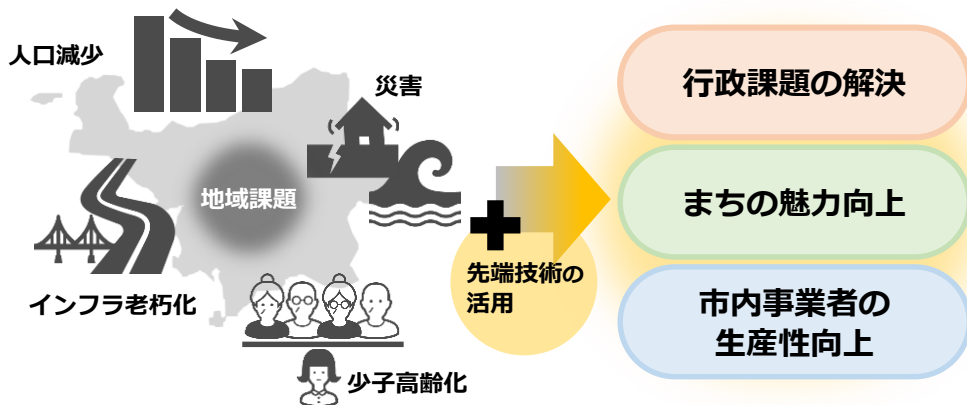 人口減少
災害
地域課題
インフラ老朽化
少子高齢化
先端技術の
活用
行政課題の解決
まちの魅力向上
市内事業者の
生産性向上